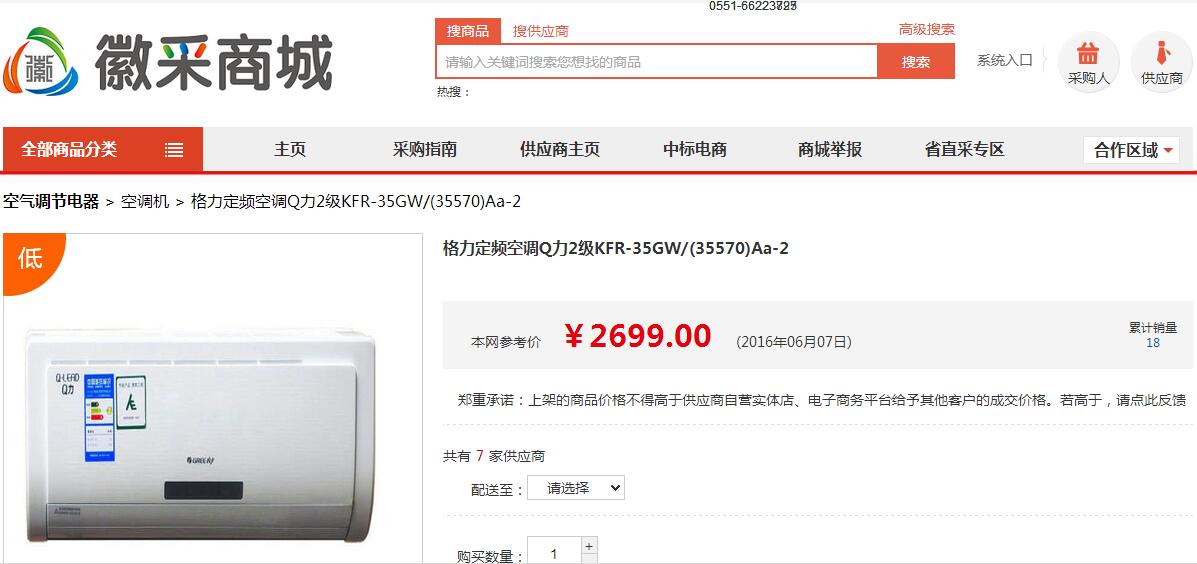 徽采商城
搜商品 搜供应商 高级搜索
请输入关键词搜索您想找的商品 搜索
热搜：
系统入口 采购人 供应商
全部商品分类 主页 采购指南 供应商主页 中标电商 商城举报 省直采专区 合作区域
空气调节电器 > 空调机 > 格力定频空调Q力2级KFR-35GW/(35570)Aa-2
低
Q-LEAD
Q力
GREE格力
格力定频空调Q力2级KFR-35GW/(35570)Aa-2
本网参考价 ￥2699.00 (2016年06月07日)
累计销量
18
郑重承诺：上架的商品价格不得高于供应商自营实体店、电子商务平台给予其他客户的成交价格。若高于，请点此反馈
共有 7 家供应商
配送至： 请选择
购买数量： 1 +